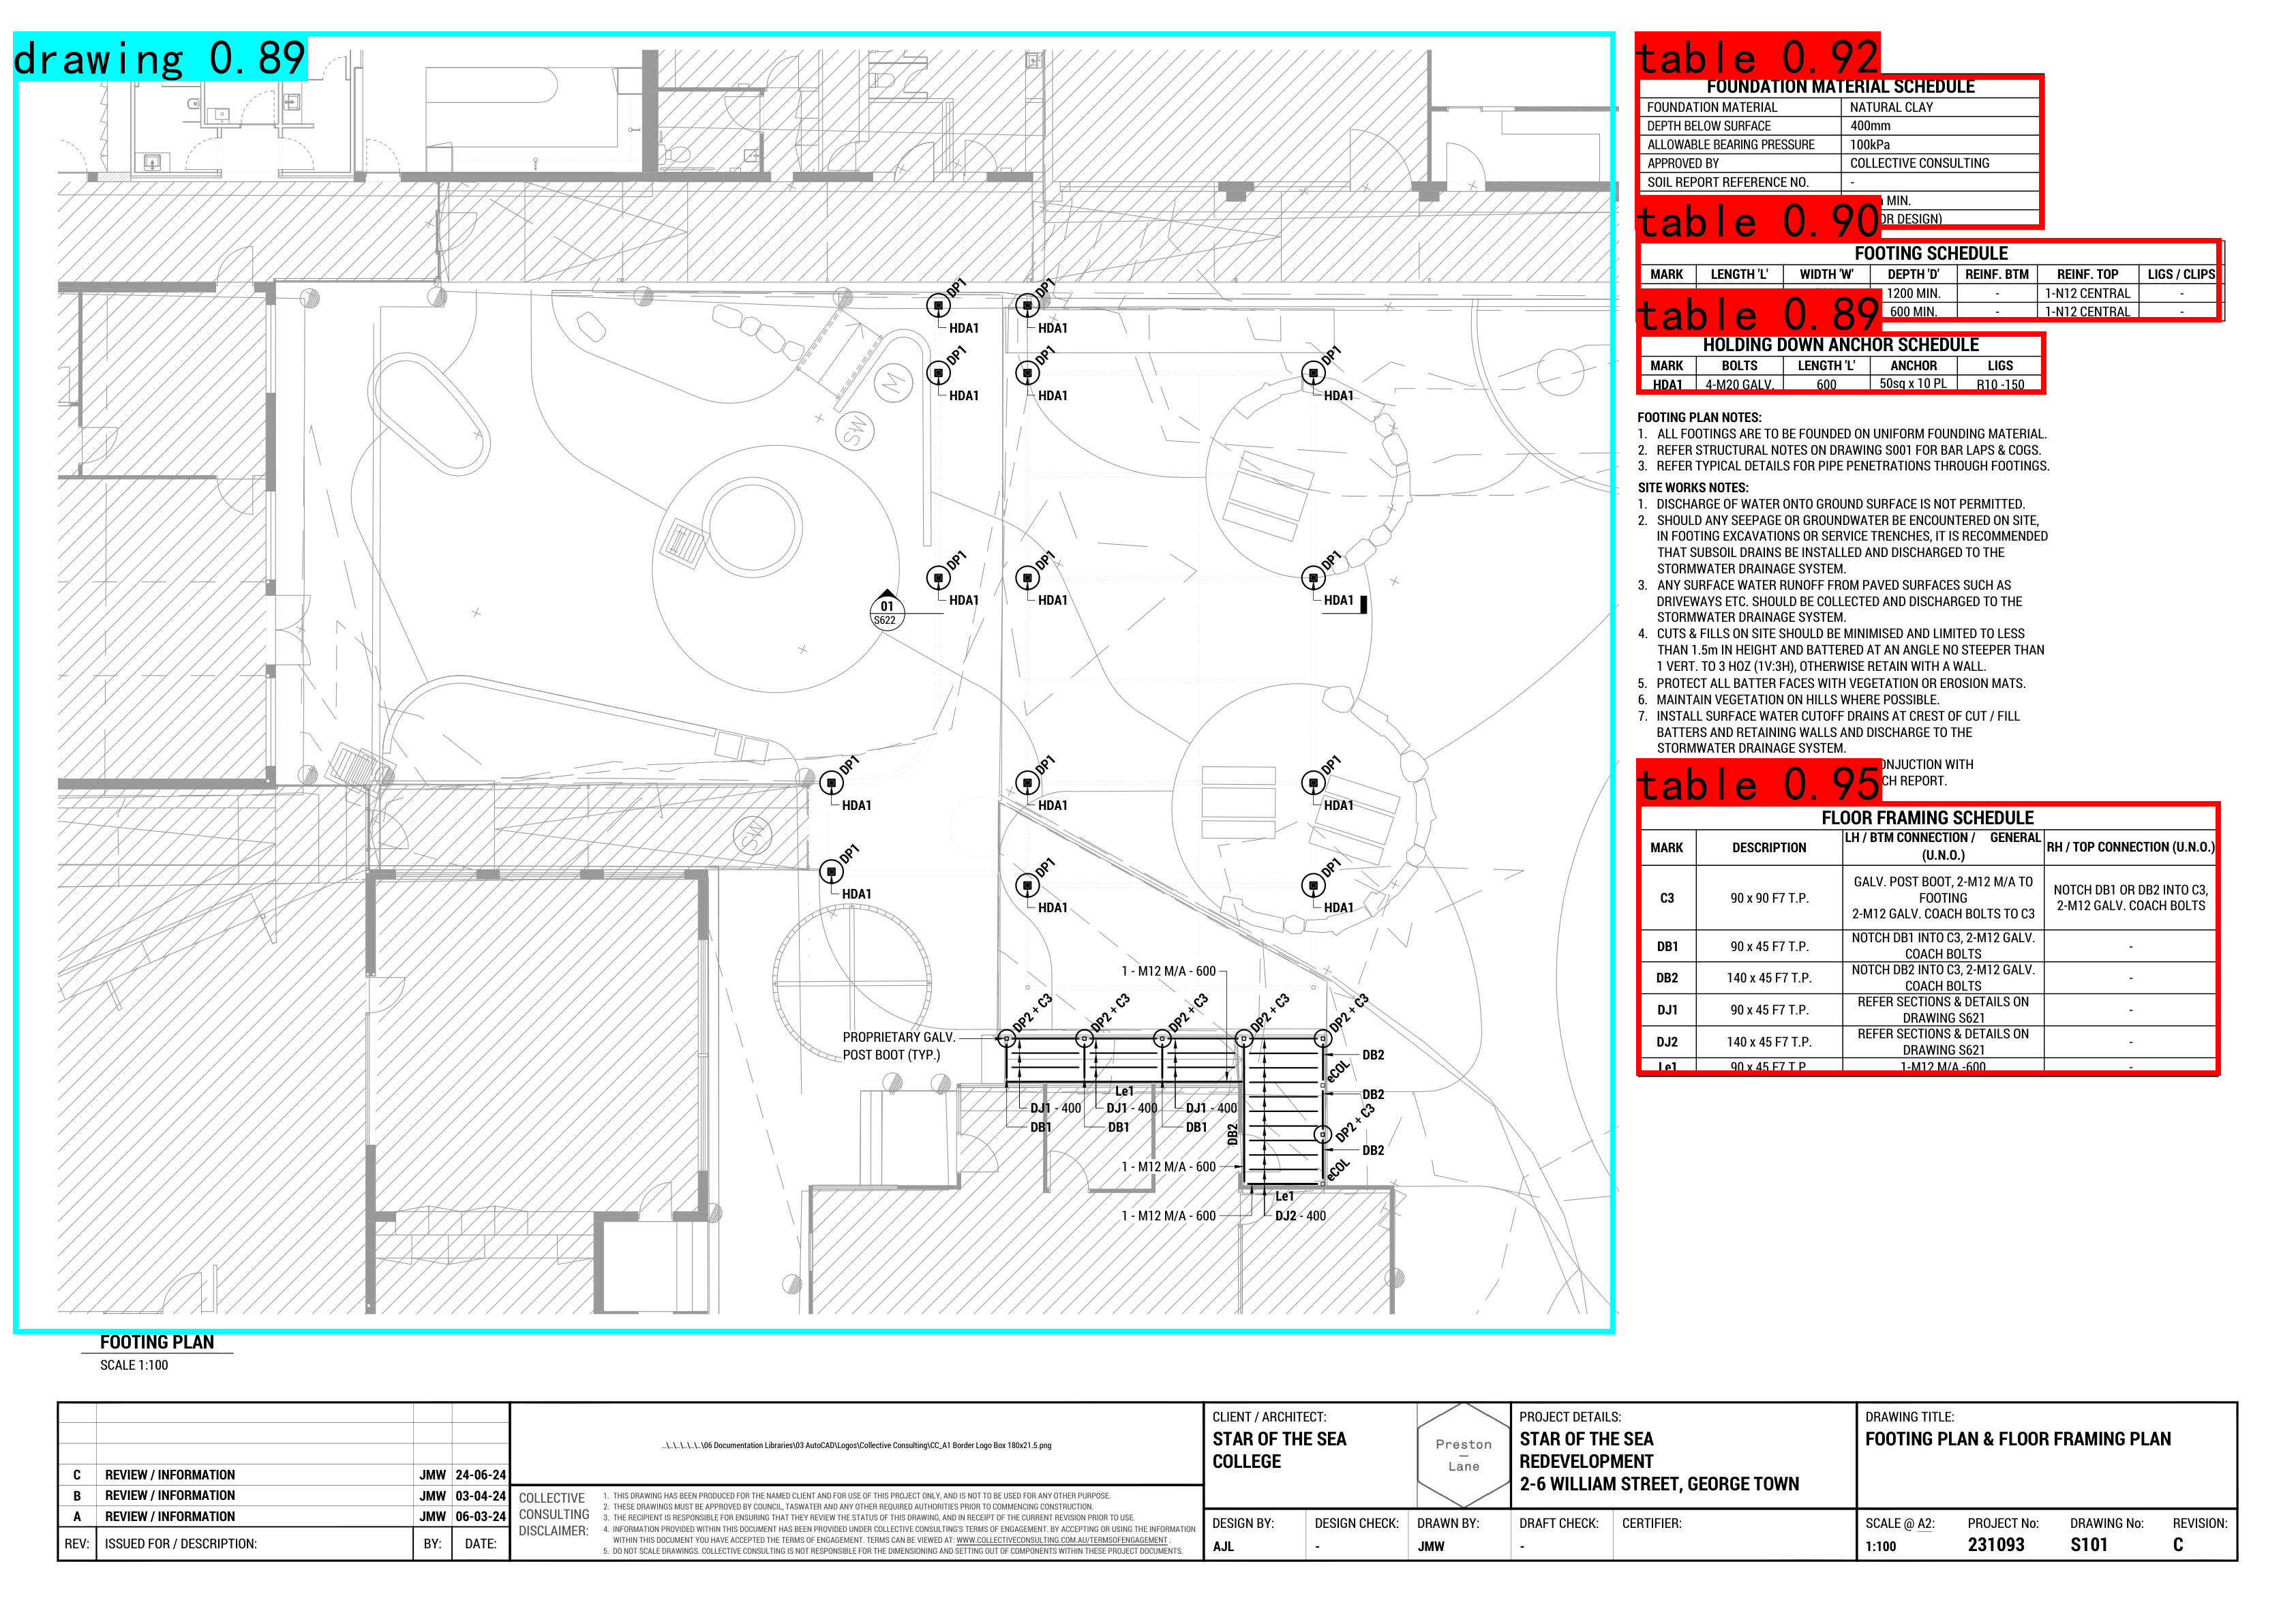 drawing 0.89
DP1
DP1
HDA1
HDA1
DP1
DP1
DP1
HDA1
HDA1
HDA1
M
SW
DP1
DP1
DP1
HDA1
HDA1
HDA1
01
S622
DP1
DP1
DP1
HDA1
HDA1
HDA1
SW
DP1
DP1
DP1
HDA1
HDA1
HDA1
1 - M12 M/A - 600
DP2 + C3
DP2 + C3
DP2 + C3
DP2 + C3
DP2 + C3
PROPRIETARY GALV.
POST BOOT (TYP.)
DB2
eCOL
Le1
DB2
DJ1 - 400
DJ1 - 400
DJ1 - 400
DP2 + C3
DB1
DB1
DB1
DB2
DB2
1 - M12 M/A - 600
eCOL
Le1
1 - M12 M/A - 600
DJ2 - 400
FOOTING PLAN
SCALE 1:100
table 0.92
FOUNDATION MATERIAL SCHEDULE
FOUNDATION MATERIAL NATURAL CLAY
DEPTH BELOW SURFACE 400mm
ALLOWABLE BEARING PRESSURE 100kPa
APPROVED BY COLLECTIVE CONSULTING
SOIL REPORT REFERENCE NO. -
MIN.
OR DESIGN)
table 0.90
FOOTING SCHEDULE
MARK LENGTH 'L' WIDTH 'W' DEPTH 'D' REINF. BTM REINF. TOP LIGS / CLIPS
1200 MIN. - 1-N12 CENTRAL -
600 MIN. - 1-N12 CENTRAL -
table 0.89
HOLDING DOWN ANCHOR SCHEDULE
MARK BOLTS LENGTH 'L' ANCHOR LIGS
HDA1 4-M20 GALV. 600 50sq x 10 PL R10 -150
FOOTING PLAN NOTES:
1. ALL FOOTINGS ARE TO BE FOUNDED ON UNIFORM FOUNDING MATERIAL.
2. REFER STRUCTURAL NOTES ON DRAWING S001 FOR BAR LAPS & COGS.
3. REFER TYPICAL DETAILS FOR PIPE PENETRATIONS THROUGH FOOTINGS.
SITE WORKS NOTES:
1. DISCHARGE OF WATER ONTO GROUND SURFACE IS NOT PERMITTED.
2. SHOULD ANY SEEPAGE OR GROUNDWATER BE ENCOUNTERED ON SITE,
IN FOOTING EXCAVATIONS OR SERVICE TRENCHES, IT IS RECOMMENDED
THAT SUBSOIL DRAINS BE INSTALLED AND DISCHARGED TO THE
STORMWATER DRAINAGE SYSTEM.
3. ANY SURFACE WATER RUNOFF FROM PAVED SURFACES SUCH AS
DRIVEWAYS ETC. SHOULD BE COLLECTED AND DISCHARGED TO THE
STORMWATER DRAINAGE SYSTEM.
4. CUTS & FILLS ON SITE SHOULD BE MINIMISED AND LIMITED TO LESS
THAN 1.5m IN HEIGHT AND BATTERED AT AN ANGLE NO STEEPER THAN
1 VERT. TO 3 HOZ (1V:3H), OTHERWISE RETAIN WITH A WALL.
5. PROTECT ALL BATTER FACES WITH VEGETATION OR EROSION MATS.
6. MAINTAIN VEGETATION ON HILLS WHERE POSSIBLE.
7. INSTALL SURFACE WATER CUTOFF DRAINS AT CREST OF CUT / FILL
BATTERS AND RETAINING WALLS AND DISCHARGE TO THE
STORMWATER DRAINAGE SYSTEM.
ONJUCTION WITH
CH REPORT.
table 0.95
FLOOR FRAMING SCHEDULE
MARK DESCRIPTION LH / BTM CONNECTION / GENERAL (U.N.O.) RH / TOP CONNECTION (U.N.O.)
C3 90 x 90 F7 T.P. GALV. POST BOOT, 2-M12 M/A TO FOOTING 2-M12 GALV. COACH BOLTS TO C3 NOTCH DB1 OR DB2 INTO C3, 2-M12 GALV. COACH BOLTS
DB1 90 x 45 F7 T.P. NOTCH DB1 INTO C3, 2-M12 GALV. COACH BOLTS -
DB2 140 x 45 F7 T.P. NOTCH DB2 INTO C3, 2-M12 GALV. COACH BOLTS -
DJ1 90 x 45 F7 T.P. REFER SECTIONS & DETAILS ON DRAWING S621 -
DJ2 140 x 45 F7 T.P. REFER SECTIONS & DETAILS ON DRAWING S621 -
Le1 90 x 45 F7 T.P. 1-M12 M/A -600 -
C REVIEW / INFORMATION JMW 24-06-24
B REVIEW / INFORMATION JMW 03-04-24
A REVIEW / INFORMATION JMW 06-03-24
REV: ISSUED FOR / DESCRIPTION: BY: DATE:
..\..\..\..\..\..\06 Documentation Libraries\03 AutoCAD\Logos\Collective Consulting\CC_A1 Border Logo Box 180x21.5.png
COLLECTIVE
CONSULTING
DISCLAIMER:
1. THIS DRAWING HAS BEEN PRODUCED FOR THE NAMED CLIENT AND FOR USE OF THIS PROJECT ONLY, AND IS NOT TO BE USED FOR ANY OTHER PURPOSE.
2. THESE DRAWINGS MUST BE APPROVED BY COUNCIL, TASWATER AND ANY OTHER REQUIRED AUTHORITIES PRIOR TO COMMENCING CONSTRUCTION.
3. THE RECIPIENT IS RESPONSIBLE FOR ENSURING THAT THEY REVIEW THE STATUS OF THIS DRAWING, AND IN RECEIPT OF THE CURRENT REVISION PRIOR TO USE.
4. INFORMATION PROVIDED WITHIN THIS DOCUMENT HAS BEEN PROVIDED UNDER COLLECTIVE CONSULTING'S TERMS OF ENGAGEMENT. BY ACCEPTING OR USING THE INFORMATION
WITHIN THIS DOCUMENT YOU HAVE ACCEPTED THE TERMS OF ENGAGEMENT. TERMS CAN BE VIEWED AT: WWW.COLLECTIVECONSULTING.COM.AU/TERMSOFENGAGEMENT .
5. DO NOT SCALE DRAWINGS. COLLECTIVE CONSULTING IS NOT RESPONSIBLE FOR THE DIMENSIONING AND SETTING OUT OF COMPONENTS WITHIN THESE PROJECT DOCUMENTS.
CLIENT / ARCHITECT:
STAR OF THE SEA
COLLEGE
Preston
Lane
PROJECT DETAILS:
STAR OF THE SEA
REDEVELOPMENT
2-6 WILLIAM STREET, GEORGE TOWN
DRAWING TITLE:
FOOTING PLAN & FLOOR FRAMING PLAN
DESIGN BY: DESIGN CHECK: DRAWN BY: DRAFT CHECK: CERTIFIER:
AJL - JMW -
SCALE @ A2: PROJECT No: DRAWING No: REVISION:
1:100 231093 S101 C